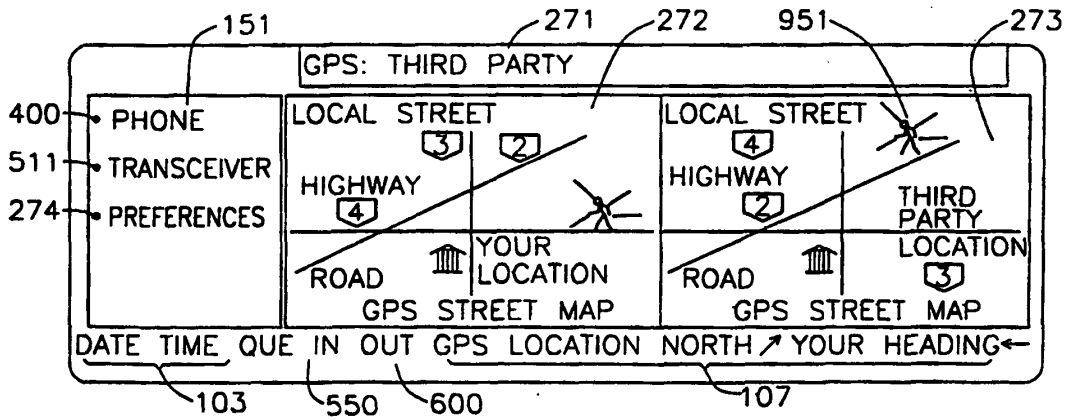 151 271 272 951 273
GPS: THIRD PARTY
400 PHONE
511 TRANSCEIVER
274 PREFERENCES
LOCAL STREET
3 2
HIGHWAY
4
YOUR
LOCATION
ROAD
GPS STREET MAP
LOCAL STREET
4
HIGHWAY
2
THIRD
PARTY
LOCATION
ROAD
3
GPS STREET MAP
DATE TIME QUE IN OUT GPS LOCATION NORTH YOUR HEADING
103 550 600 107